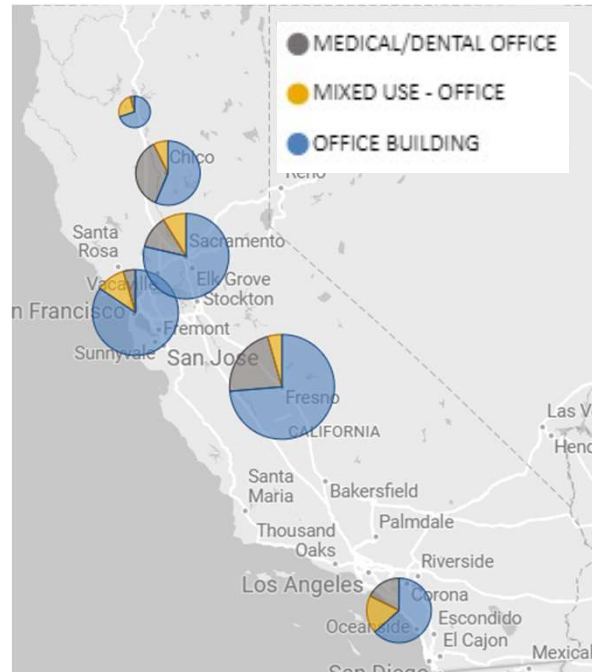 MEDICAL/DENTAL OFFICE
MIXED USE - OFFICE
OFFICE BUILDING
Chico
Reno
Santa
Rosa
Sacramento
Vacaville
Elk Grove
Stockton
n Francisco
Fremont
Sunnyvale
San Jose
Fresno
CALIFORNIA
Las V
Hend
Santa
Maria
Bakersfield
Thousand
Oaks
Palmdale
Riverside
Los Angeles
Corona
Oceanside
Escondido
El Cajon
San Diego
Mexical